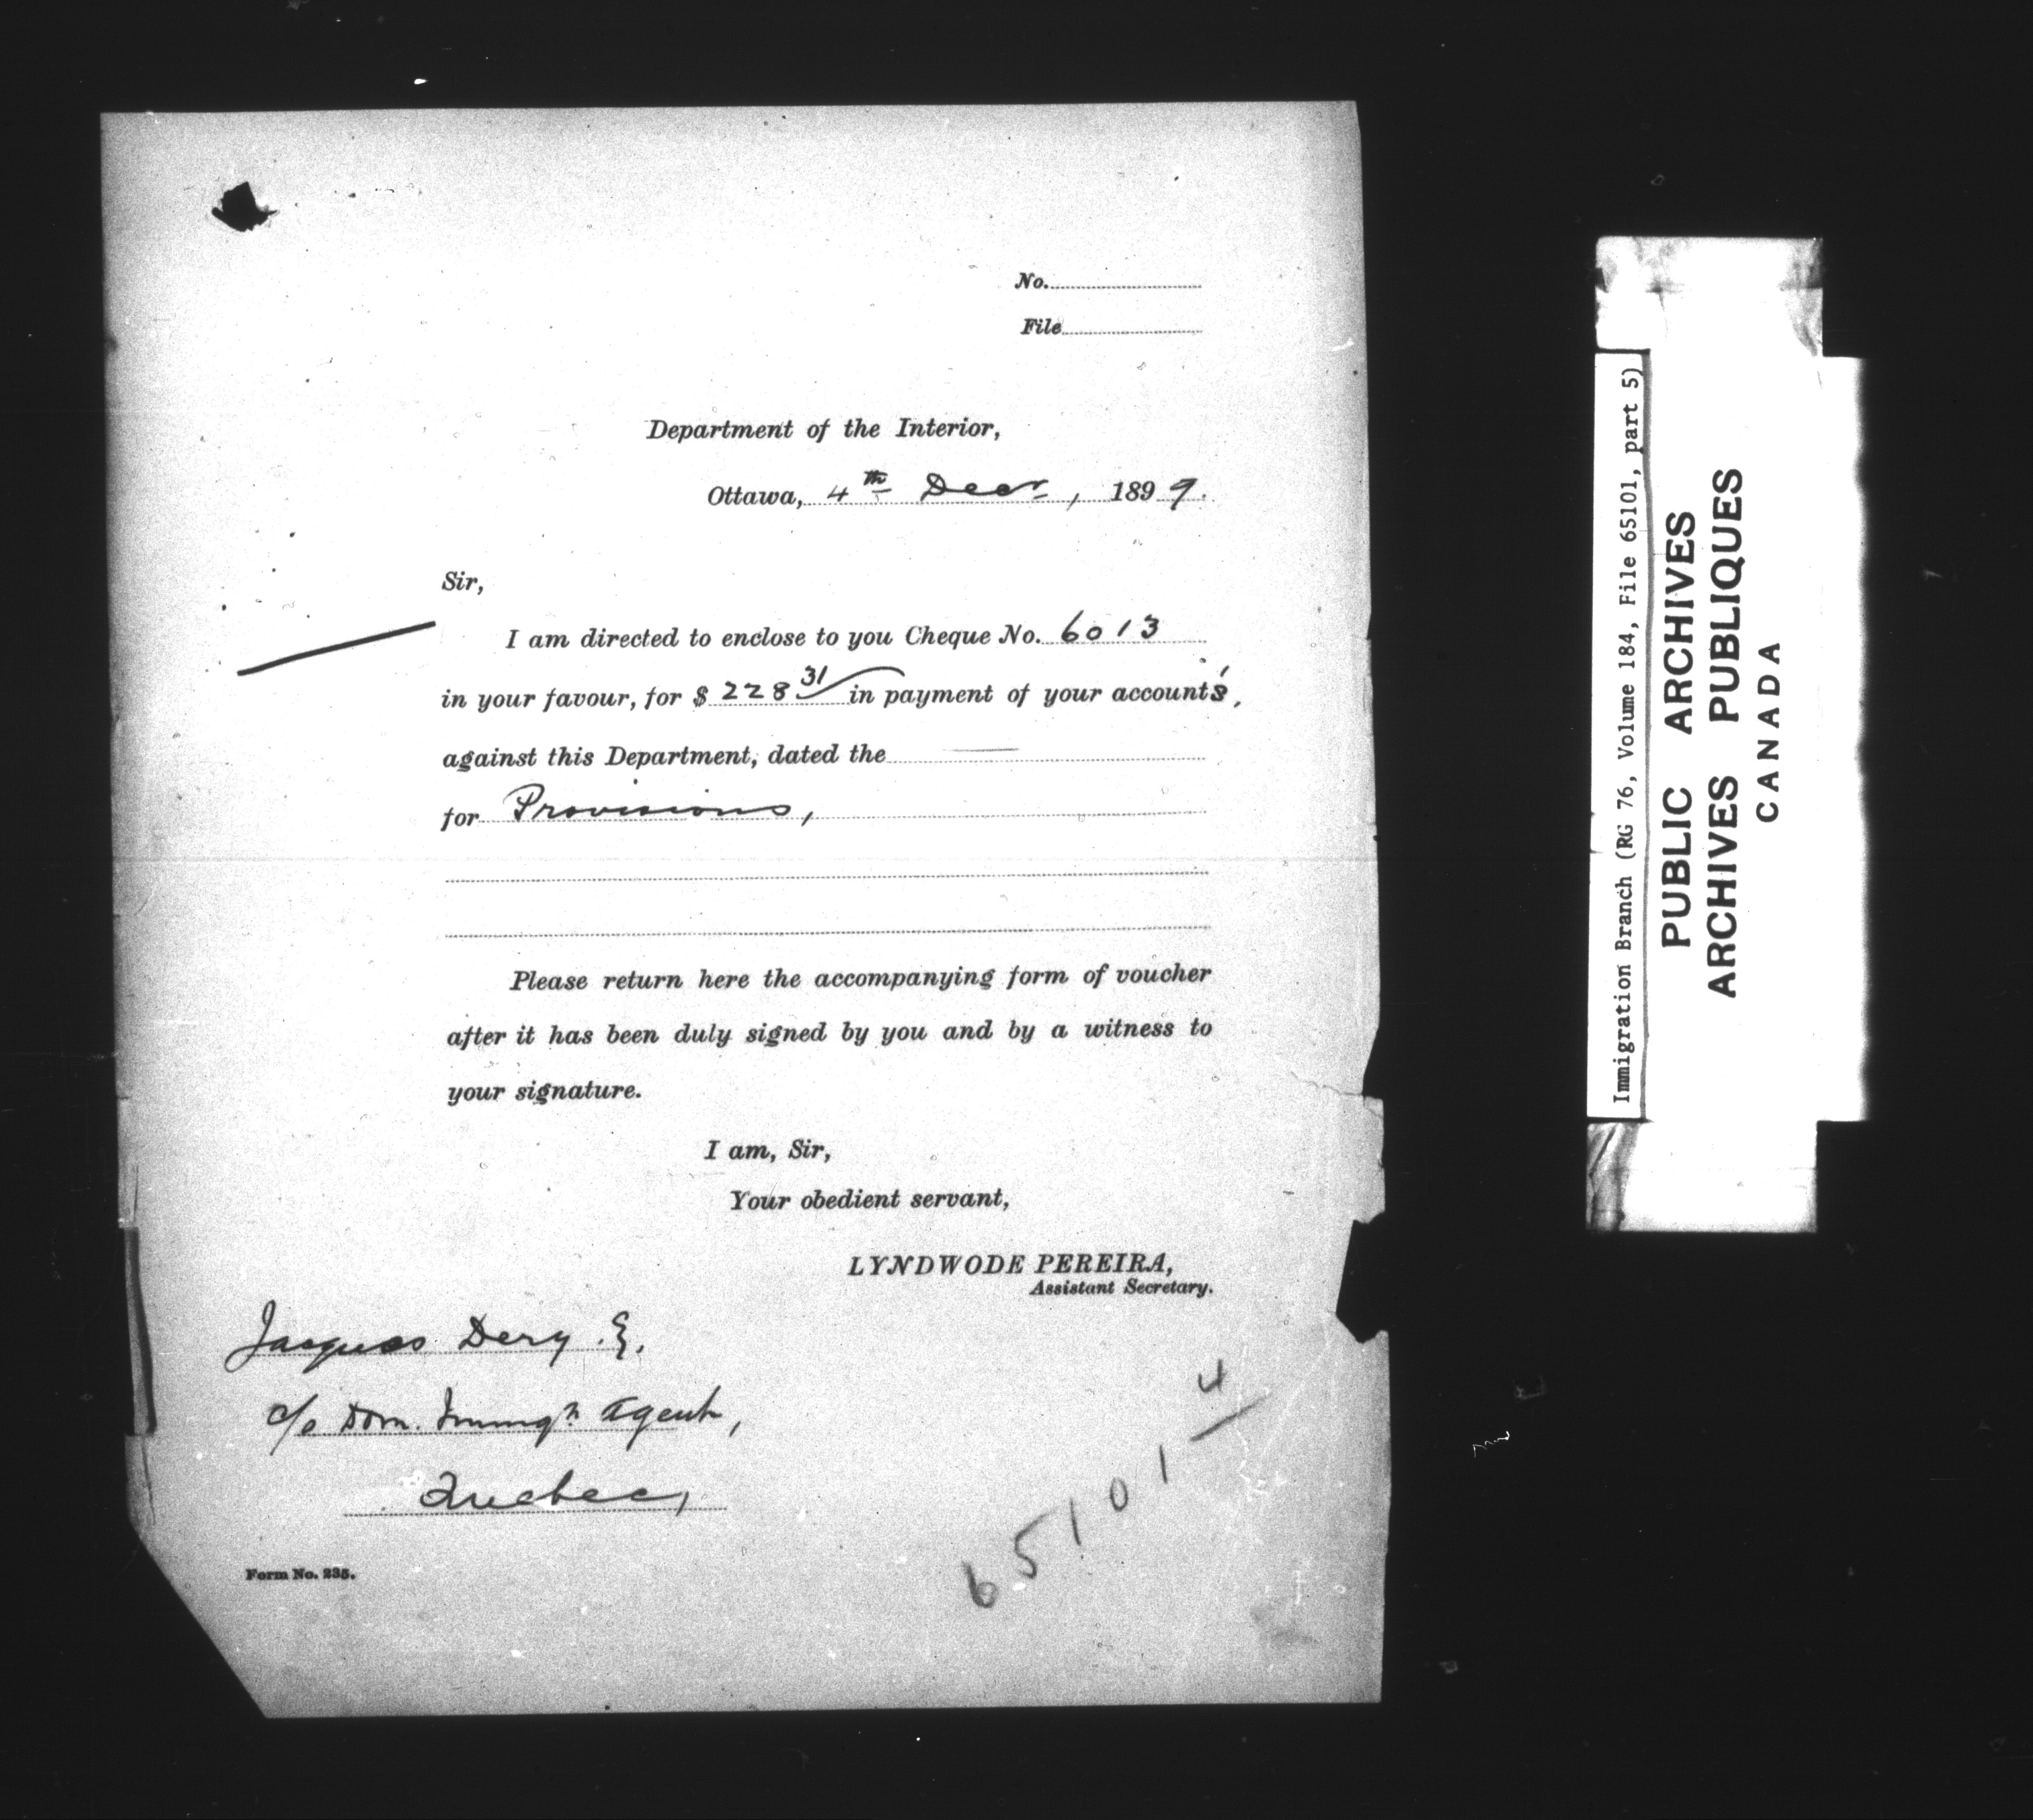 No.
File
Department of the Interior,
Ottawa, 4th Decr, 1899.
Sir,
I am directed to enclose to you Cheque No. 6013
in your favour, for $ 228 31 in payment of your accounts,
against this Department, dated the —
for Provisions,
Please return here the accompanying form of voucher
after it has been duly signed by you and by a witness to
your signature.
I am, Sir,
Your obedient servant,
LYNDWODE PEREIRA,
Assistant Secretary.
Jacques Dery E.
c/o Dom. Immign Agent,
Quebec,
65101 4
Form No. 235.
Immigration Branch (RG 76, Volume 184, File 65101, part 5)
PUBLIC ARCHIVES
ARCHIVES PUBLIQUES
CANADA